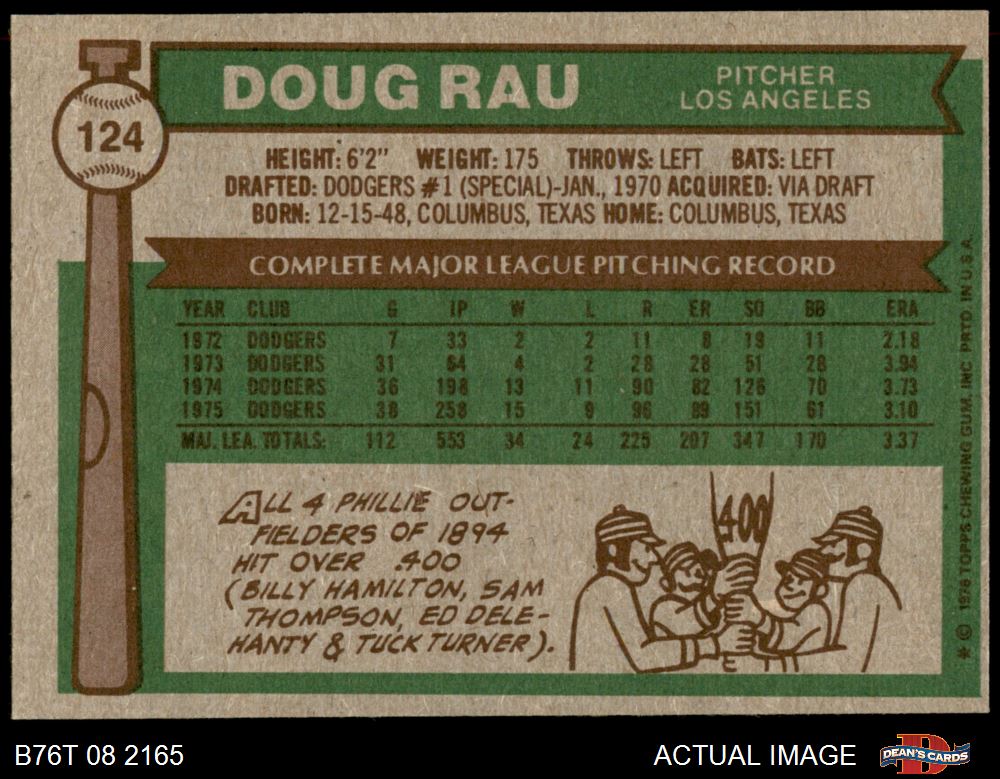 124
DOUG RAU
PITCHER
LOS ANGELES
HEIGHT: 6'2" WEIGHT: 175 THROWS: LEFT BATS: LEFT
DRAFTED: DODGERS #1 (SPECIAL)-JAN., 1970 ACQUIRED: VIA DRAFT
BORN: 12-15-48, COLUMBUS, TEXAS HOME: COLUMBUS, TEXAS
COMPLETE MAJOR LEAGUE PITCHING RECORD
YEAR CLUB G IP W L R ER SO BB ERA
1972 DODGERS 7 33 2 2 11 8 19 11 2.18
1973 DODGERS 31 64 4 2 28 28 51 28 3.94
1974 DODGERS 36 198 13 11 90 82 126 70 3.73
1975 DODGERS 38 258 15 9 96 89 151 61 3.10
MAJ. LEA. TOTALS: 112 553 34 24 225 207 347 170 3.37
ALL 4 PHILLIE OUT-
FIELDERS OF 1894
HIT OVER .400
(BILLY HAMILTON, SAM
THOMPSON, ED DELE-
HANTY & TUCK TURNER).
400
* © 1976 TOPPS CHEWING GUM, INC PRTD IN U.S.A.
B76T 08 2165
ACTUAL IMAGE
DEAN'S CARDS